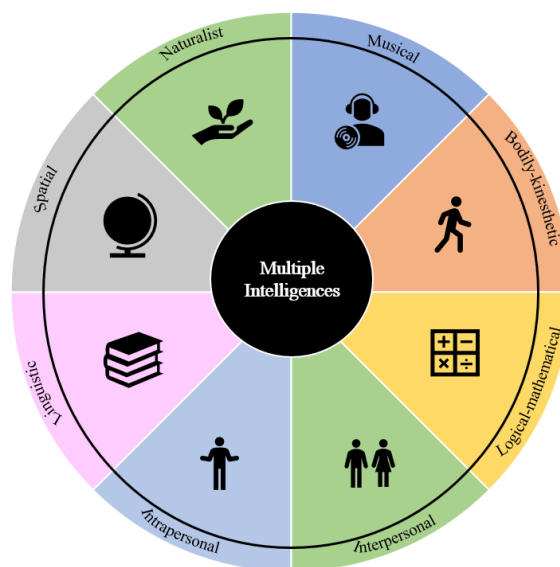 Musical
Bodily-kinesthetic
Logical-mathematical
Interpersonal
Intrapersonal
Linguistic
Spatial
Naturalist
Multiple
Intelligences